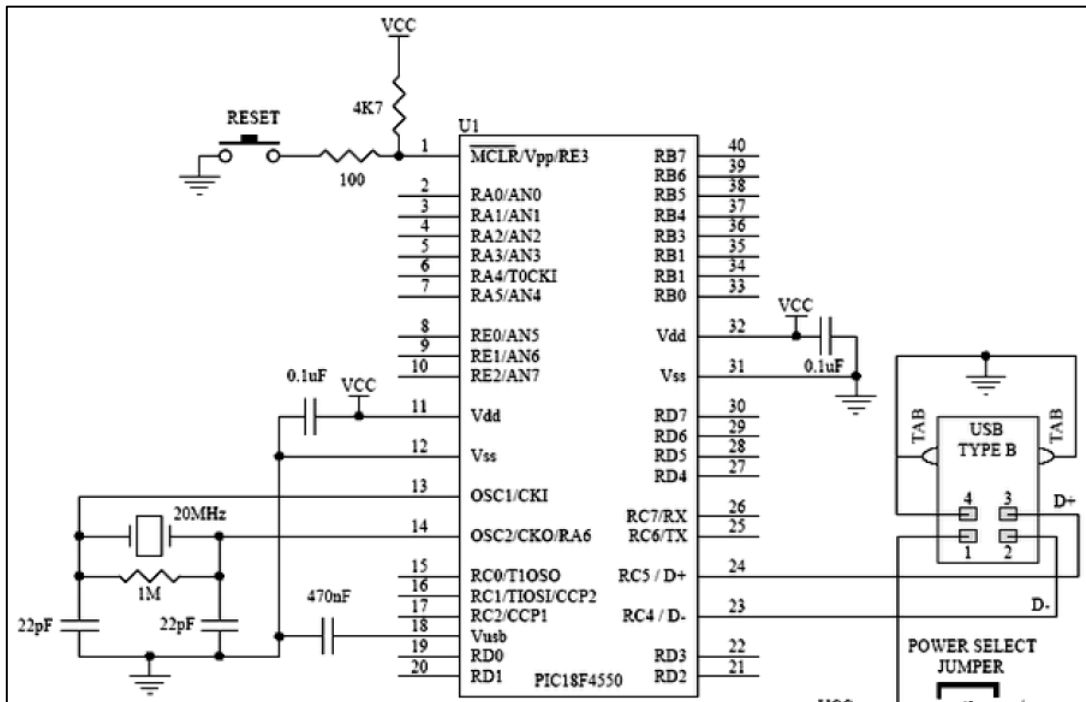 VCC
4K7
RESET
100
U1
1
2
3
4
5
6
7
8
9
10
11
12
13
14
15
16
17
18
19
20
MCLR/Vpp/RE3
RA0/AN0
RA1/AN1
RA2/AN2
RA3/AN3
RA4/T0CKI
RA5/AN4
RE0/AN5
RE1/AN6
RE2/AN7
Vdd
Vss
OSC1/CKI
OSC2/CKO/RA6
RC0/T1OSO
RC1/TIOSI/CCP2
RC2/CCP1
Vusb
RD0
RD1
PIC18F4550
RB7
RB6
RB5
RB4
RB3
RB1
RB1
RB0
Vdd
Vss
RD7
RD6
RD5
RD4
RC7/RX
RC6/TX
RC5 / D+
RC4 / D-
RD3
RD2
40
39
38
37
36
35
34
33
32
31
30
29
28
27
26
25
24
23
22
21
0.1uF
VCC
20MHz
1M
22pF
22pF
470nF
VCC
0.1uF
TAB
USB
TYPE B
TAB
4
3
1
2
D+
D-
POWER SELECT
JUMPER